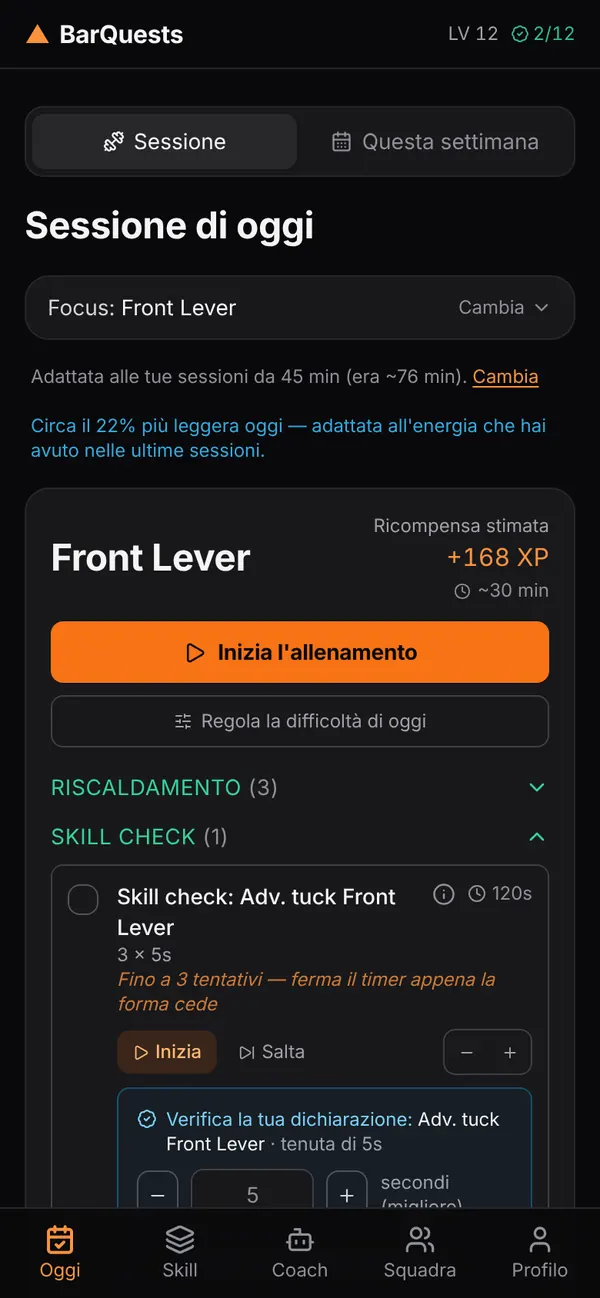 BarQuests
LV 12
2/12
Sessione
Questa settimana
Sessione di oggi
Focus: Front Lever
Cambia
Adattata alle tue sessioni da 45 min (era ~76 min). Cambia
Circa il 22% più leggera oggi — adattata all'energia che hai
avuto nelle ultime sessioni.
Ricompensa stimata
Front Lever
+168 XP
~30 min
Inizia l'allenamento
Regola la difficoltà di oggi
RISCALDAMENTO (3)
SKILL CHECK (1)
Skill check: Adv. tuck Front
Lever
120s
3 × 5s
Fino a 3 tentativi — ferma il timer appena la
forma cede
Inizia
Salta
− +
Verifica la tua dichiarazione: Adv. tuck
Front Lever · tenuta di 5s
− 5 +
secondi
(migliore)
Oggi
Skill
Coach
Squadra
Profilo